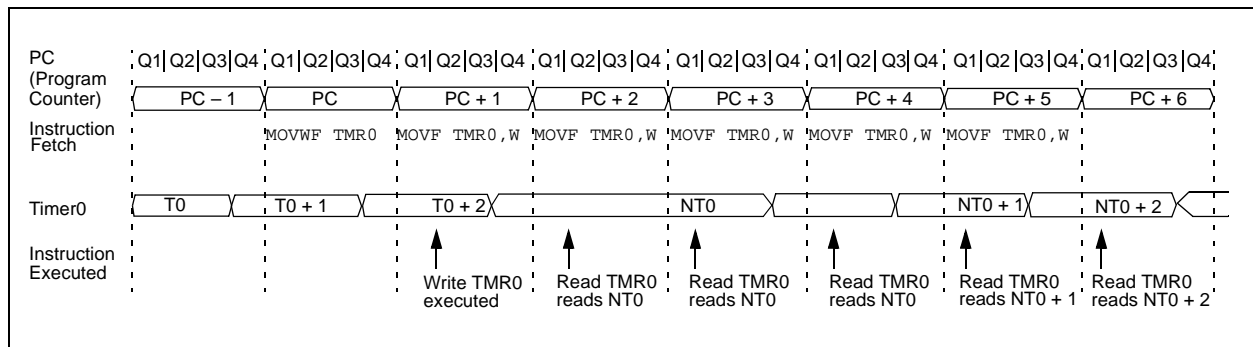 PC (Program Counter)
Q1 Q2 Q3 Q4 Q1 Q2 Q3 Q4 Q1 Q2 Q3 Q4 Q1 Q2 Q3 Q4 Q1 Q2 Q3 Q4 Q1 Q2 Q3 Q4 Q1 Q2 Q3 Q4 Q1 Q2 Q3 Q4
PC – 1 PC PC + 1 PC + 2 PC + 3 PC + 4 PC + 5 PC + 6
Instruction Fetch
MOVWF TMR0 MOVF TMR0,W MOVF TMR0,W MOVF TMR0,W MOVF TMR0,W MOVF TMR0,W
Timer0
T0 T0 + 1 T0 + 2 NT0 NT0 + 1 NT0 + 2
Instruction Executed
Write TMR0 executed
Read TMR0 reads NT0
Read TMR0 reads NT0
Read TMR0 reads NT0
Read TMR0 reads NT0 + 1
Read TMR0 reads NT0 + 2